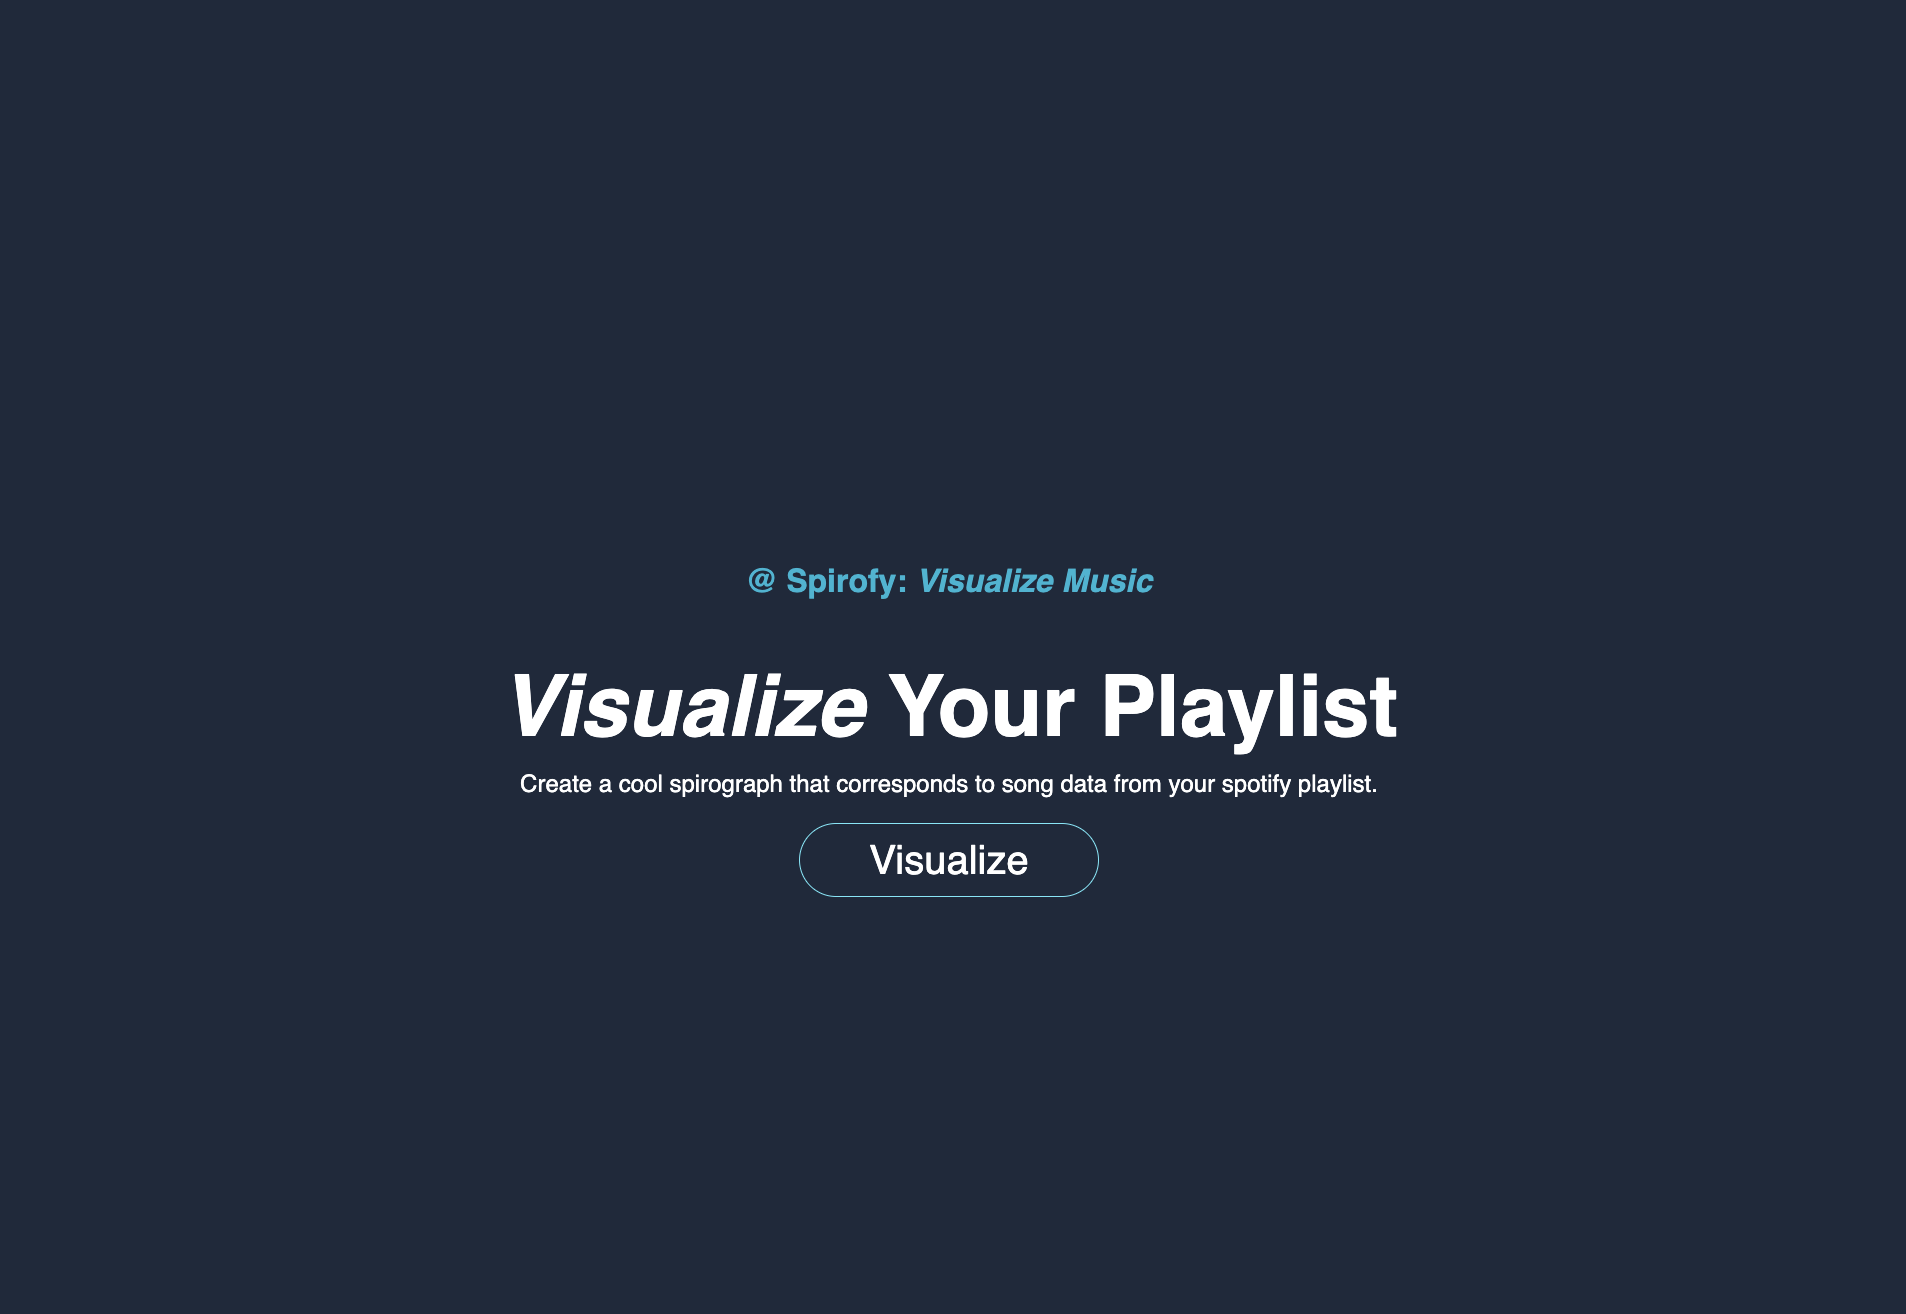 @ Spirofy: Visualize Music
Visualize Your Playlist
Create a cool spirograph that corresponds to song data from your spotify playlist.
Visualize